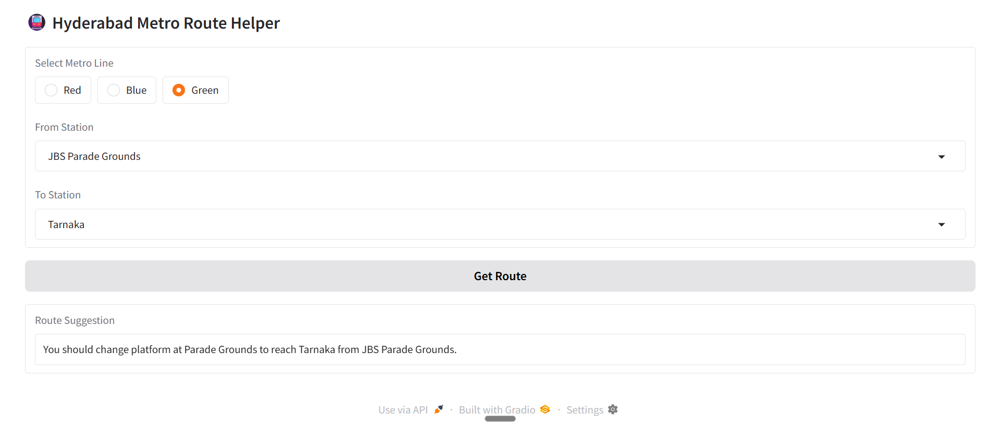 Hyderabad Metro Route Helper
Select Metro Line
Red
Blue
Green
From Station
JBS Parade Grounds
To Station
Tarnaka
Get Route
Route Suggestion
You should change platform at Parade Grounds to reach Tarnaka from JBS Parade Grounds.
Use via API · Built with Gradio · Settings